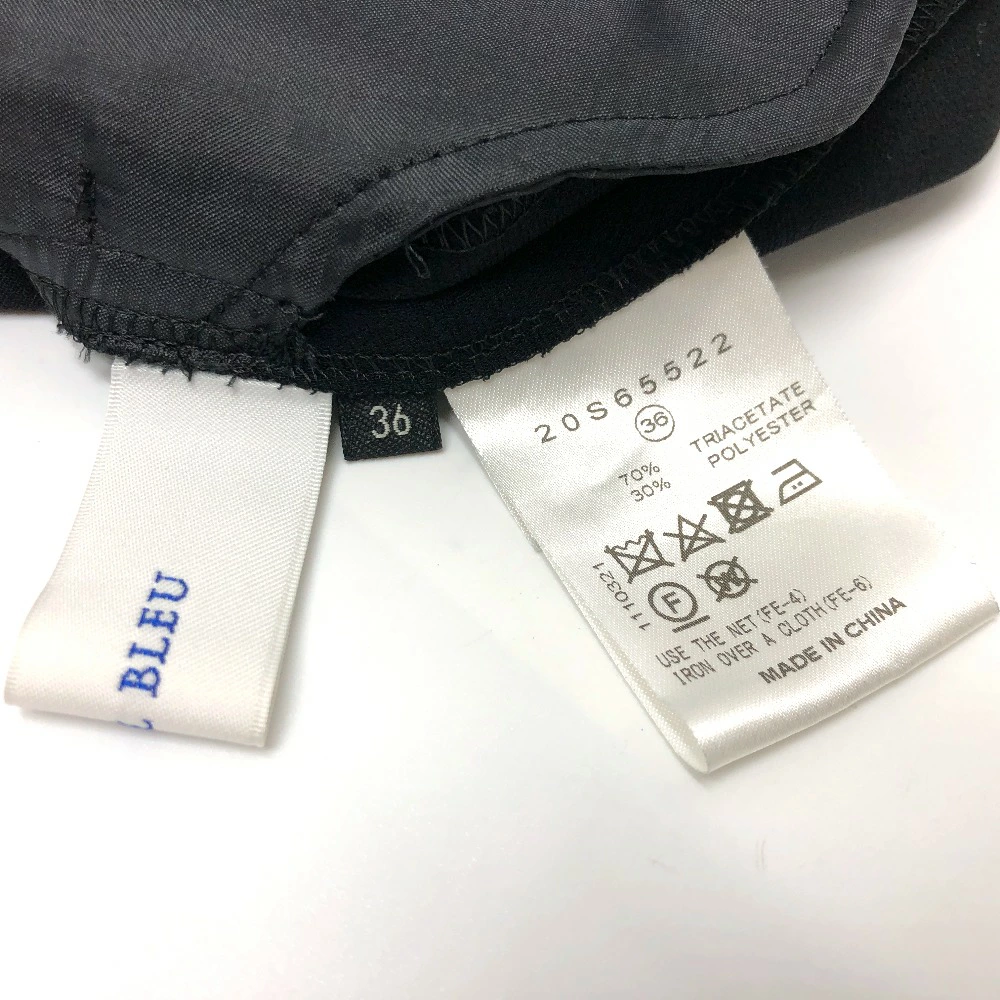 BLEU
36
20S65522
36
70% TRIACETATE
30% POLYESTER
110321
F
USE THE NET(FE-4)
IRON OVER A CLOTH(FE-6)
MADE IN CHINA